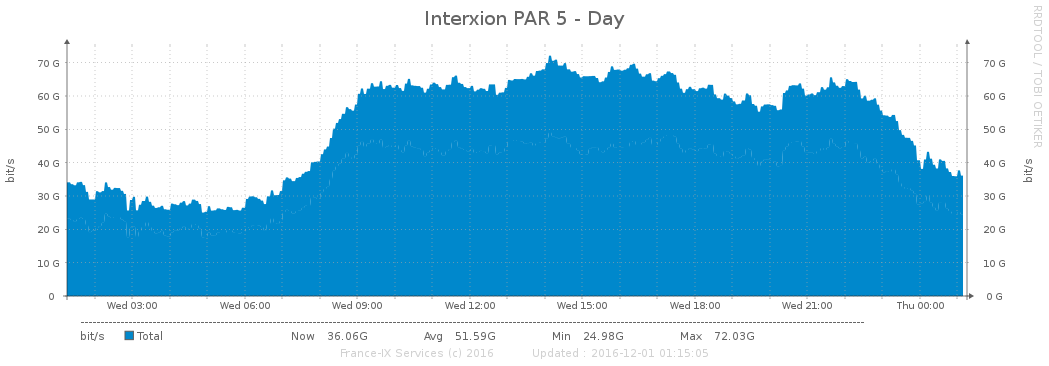 Interxion PAR 5 - Day
RRDTOOL / TOBI OETIKER
bit/s
bit/s
70 G
60 G
50 G
40 G
30 G
20 G
10 G
0
70 G
60 G
50 G
40 G
30 G
20 G
10 G
0 G
Wed 03:00 Wed 06:00 Wed 09:00 Wed 12:00 Wed 15:00 Wed 18:00 Wed 21:00 Thu 00:00
bit/s Total Now 36.06G Avg 51.59G Min 24.98G Max 72.03G
France-IX Services (c) 2016 Updated : 2016-12-01 01:15:05